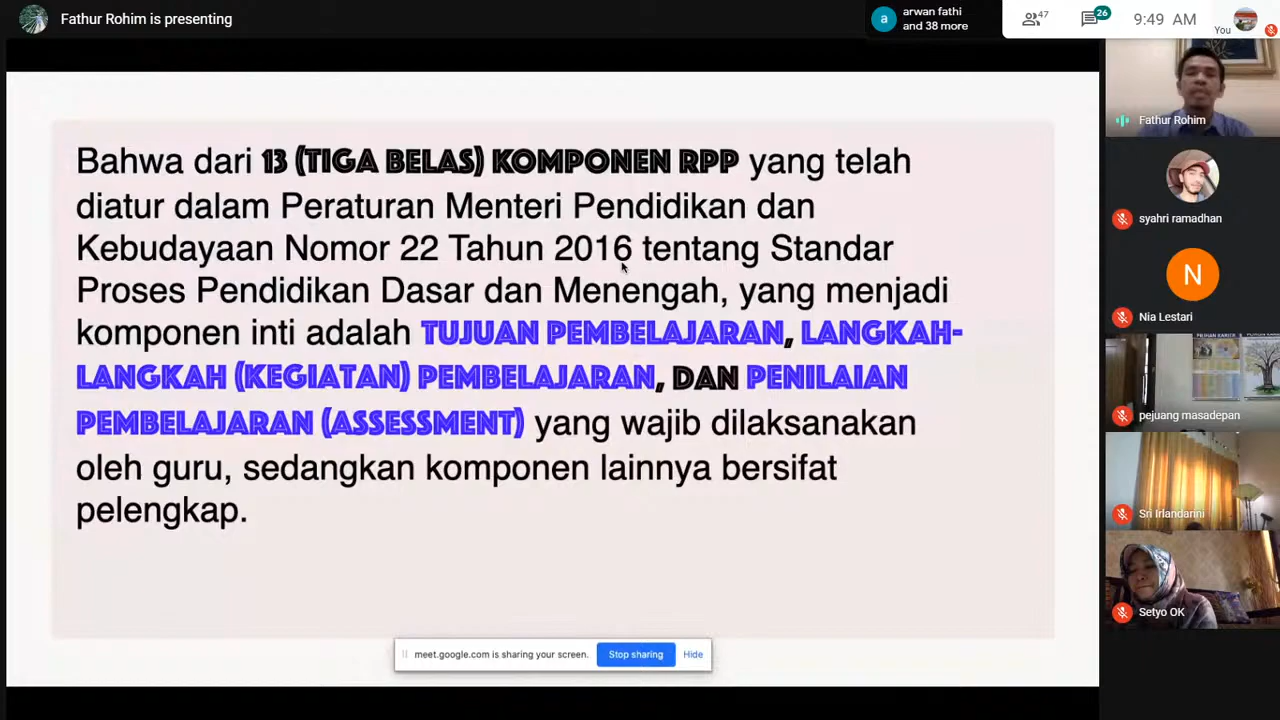 Fathur Rohim is presenting
a
arwan fathi
and 38 more
47
26
9:49 AM
You
Bahwa dari 13 (TIGA BELAS) KOMPONEN RPP yang telah
diatur dalam Peraturan Menteri Pendidikan dan
Kebudayaan Nomor 22 Tahun 2016 tentang Standar
Proses Pendidikan Dasar dan Menengah, yang menjadi
komponen inti adalah TUJUAN PEMBELAJARAN, LANGKAH-
LANGKAH (KEGIATAN) PEMBELAJARAN, DAN PENILAIAN
PEMBELAJARAN (ASSESSMENT) yang wajib dilaksanakan
oleh guru, sedangkan komponen lainnya bersifat
pelengkap.
meet.google.com is sharing your screen.
Stop sharing
Hide
Fathur Rohim
syahri ramadhan
N
Nia Lestari
pejuang masadepan
Sri Irlandarini
Setyo OK